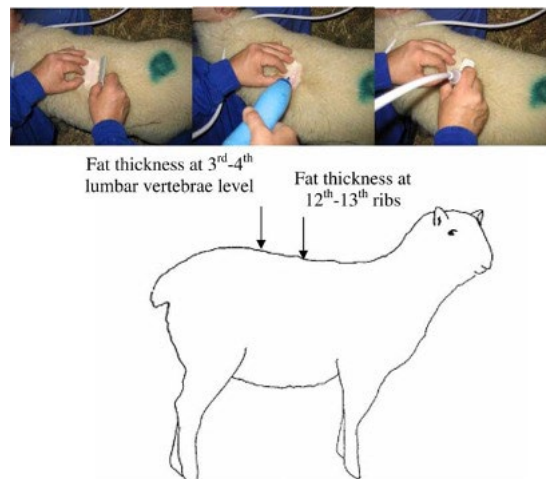 Fat thickness at 3rd-4th
lumbar vertebrae level
Fat thickness at
12th-13th ribs